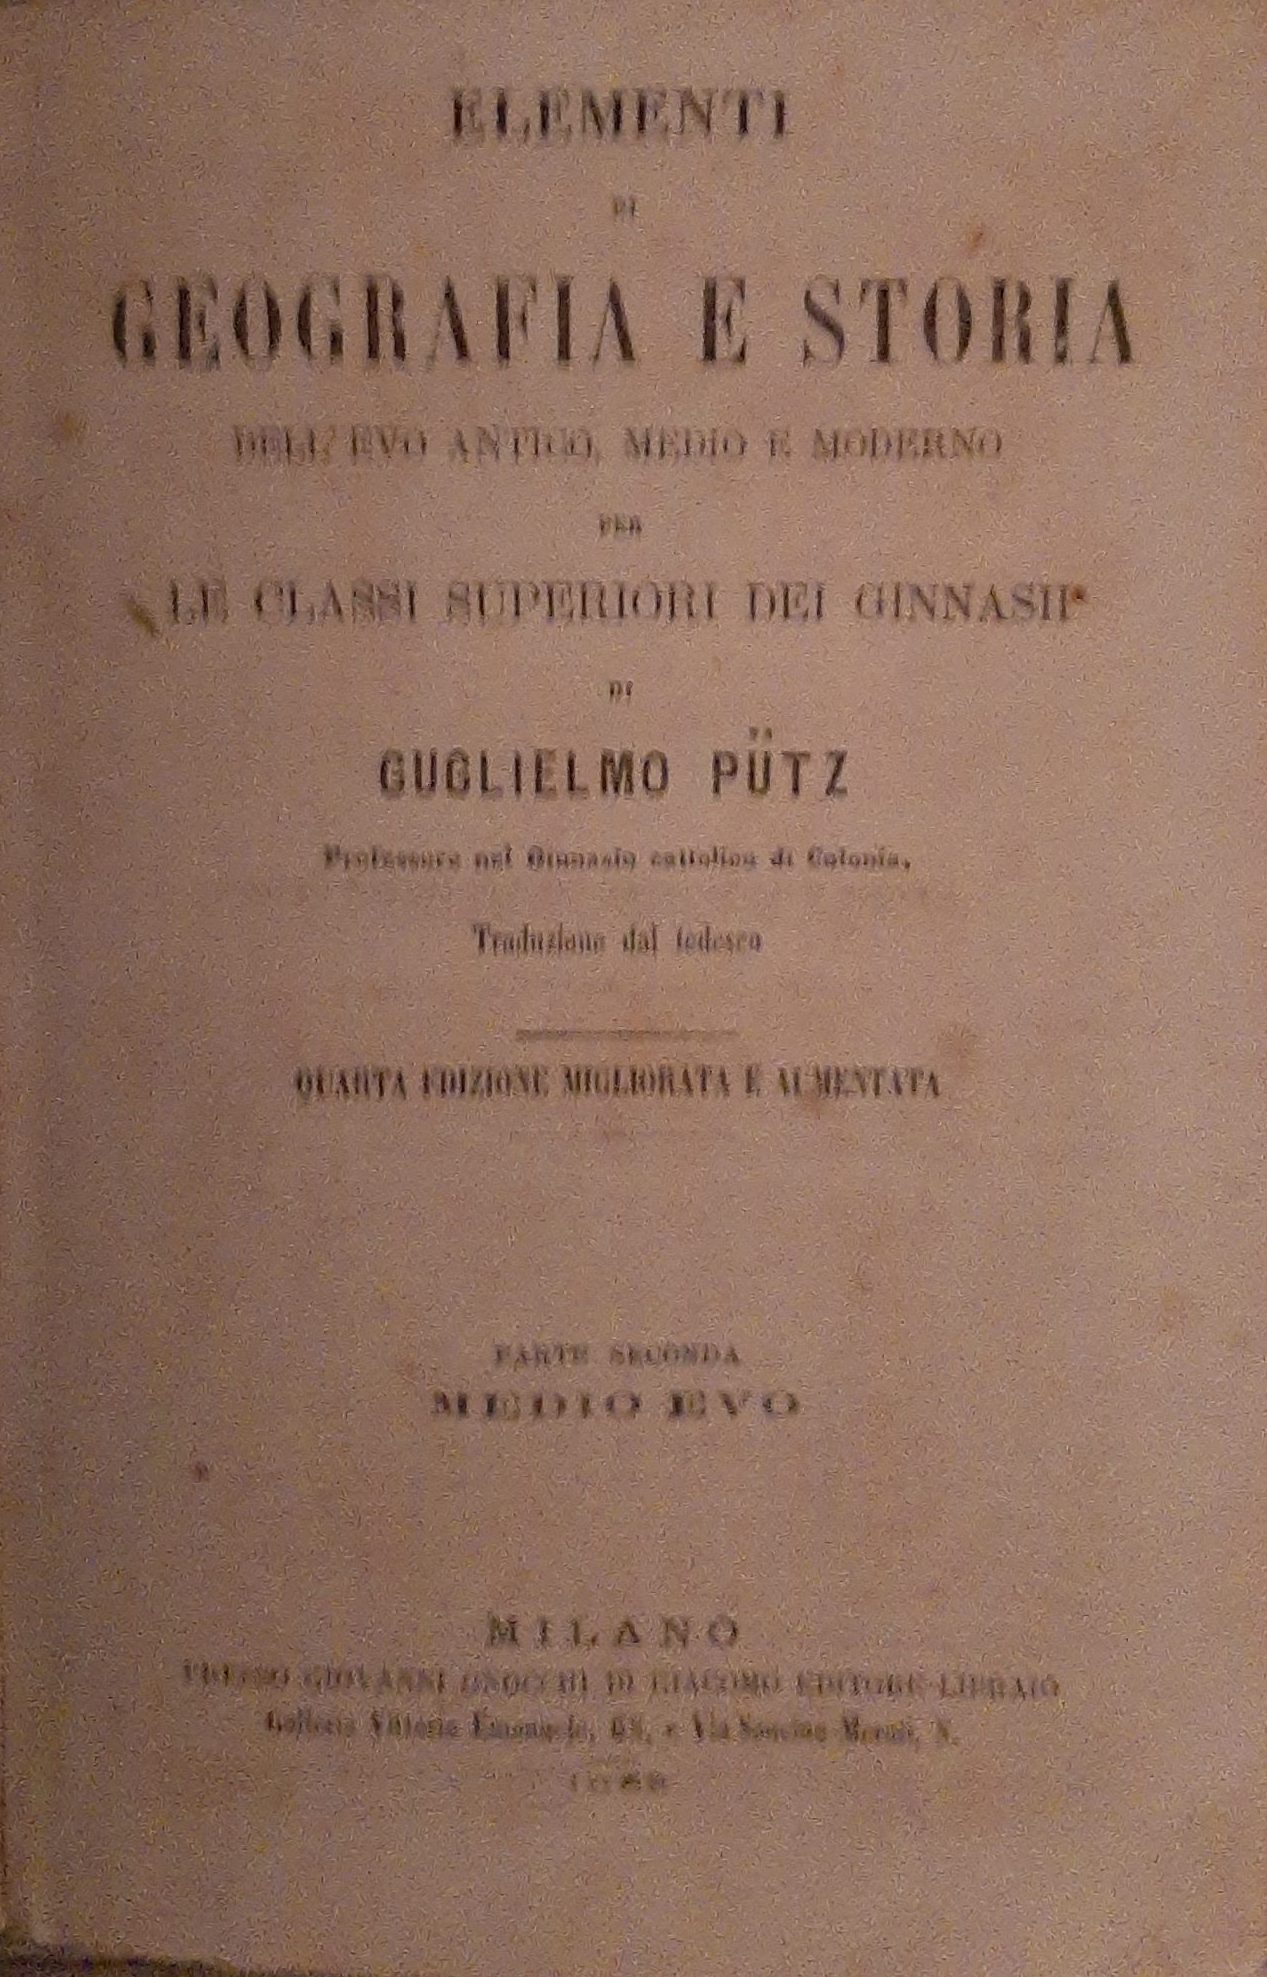 ELEMENTI
DI
GEOGRAFIA E STORIA
DELL' EVO ANTICO, MEDIO E MODERNO
PER
LE CLASSI SUPERIORI DEI GINNASII
DI
GUGLIELMO PÜTZ
Professore nel Ginnasio cattolico di Colonia.
Traduzione dal tedesco
QUARTA EDIZIONE MIGLIORATA E AUMENTATA
PARTE SECONDA
MEDIO EVO
MILANO
PRESSO GIOVANNI GNOCCHI DI GIACOMO EDITORE-LIBRAIO
Galleria Vittorio Emanuele, e Via